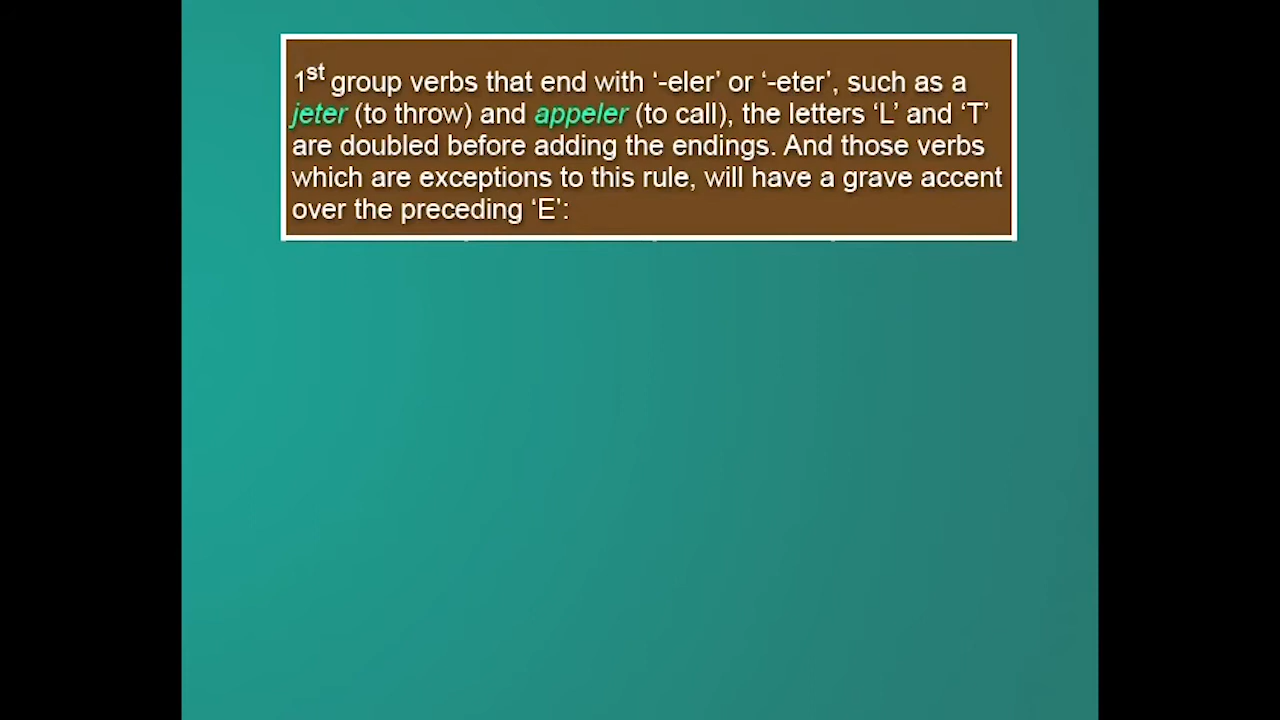 1st group verbs that end with ‘-eler’ or ‘-eter’, such as a
jeter (to throw) and appeler (to call), the letters ‘L’ and ‘T’
are doubled before adding the endings. And those verbs
which are exceptions to this rule, will have a grave accent
over the preceding ‘E’: